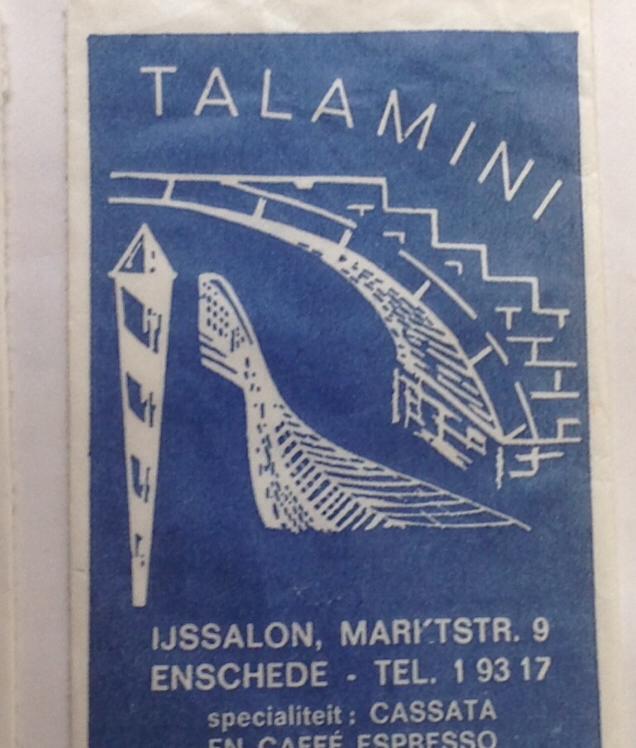 TALAMINI
IJSSALON, MARKTSTR. 9
ENSCHEDE - TEL. 1 93 17
specialiteit: CASSATA
EN CAFFÉ ESPRESSO